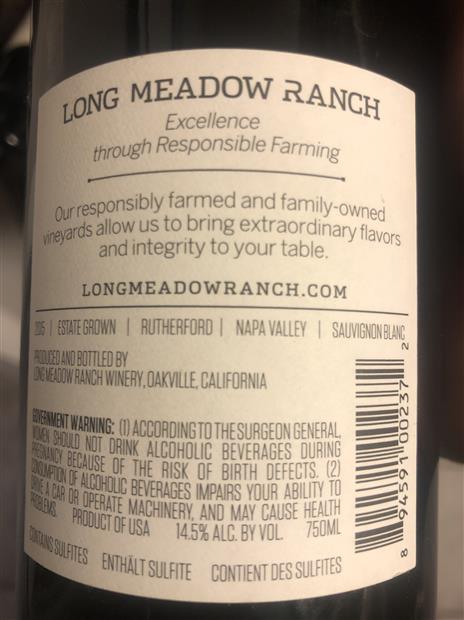 LONG MEADOW RANCH
Excellence
through Responsible Farming
Our responsibly farmed and family-owned
vineyards allow us to bring extraordinary flavors
and integrity to your table.
LONGMEADOWRANCH.COM
2015 | ESTATE GROWN | RUTHERFORD | NAPA VALLEY | SAUVIGNON BLANC
PRODUCED AND BOTTLED BY
LONG MEADOW RANCH WINERY, OAKVILLE, CALIFORNIA
GOVERNMENT WARNING: (1) ACCORDING TO THE SURGEON GENERAL,
WOMEN SHOULD NOT DRINK ALCOHOLIC BEVERAGES DURING
PREGNANCY BECAUSE OF THE RISK OF BIRTH DEFECTS. (2)
CONSUMPTION OF ALCOHOLIC BEVERAGES IMPAIRS YOUR ABILITY TO
DRIVE A CAR OR OPERATE MACHINERY, AND MAY CAUSE HEALTH
PROBLEMS. PRODUCT OF USA 14.5% ALC. BY VOL. 750ML
CONTAINS SULFITES ENTHÄLT SULFITE CONTIENT DES SULFITES
8 94591 00237 2